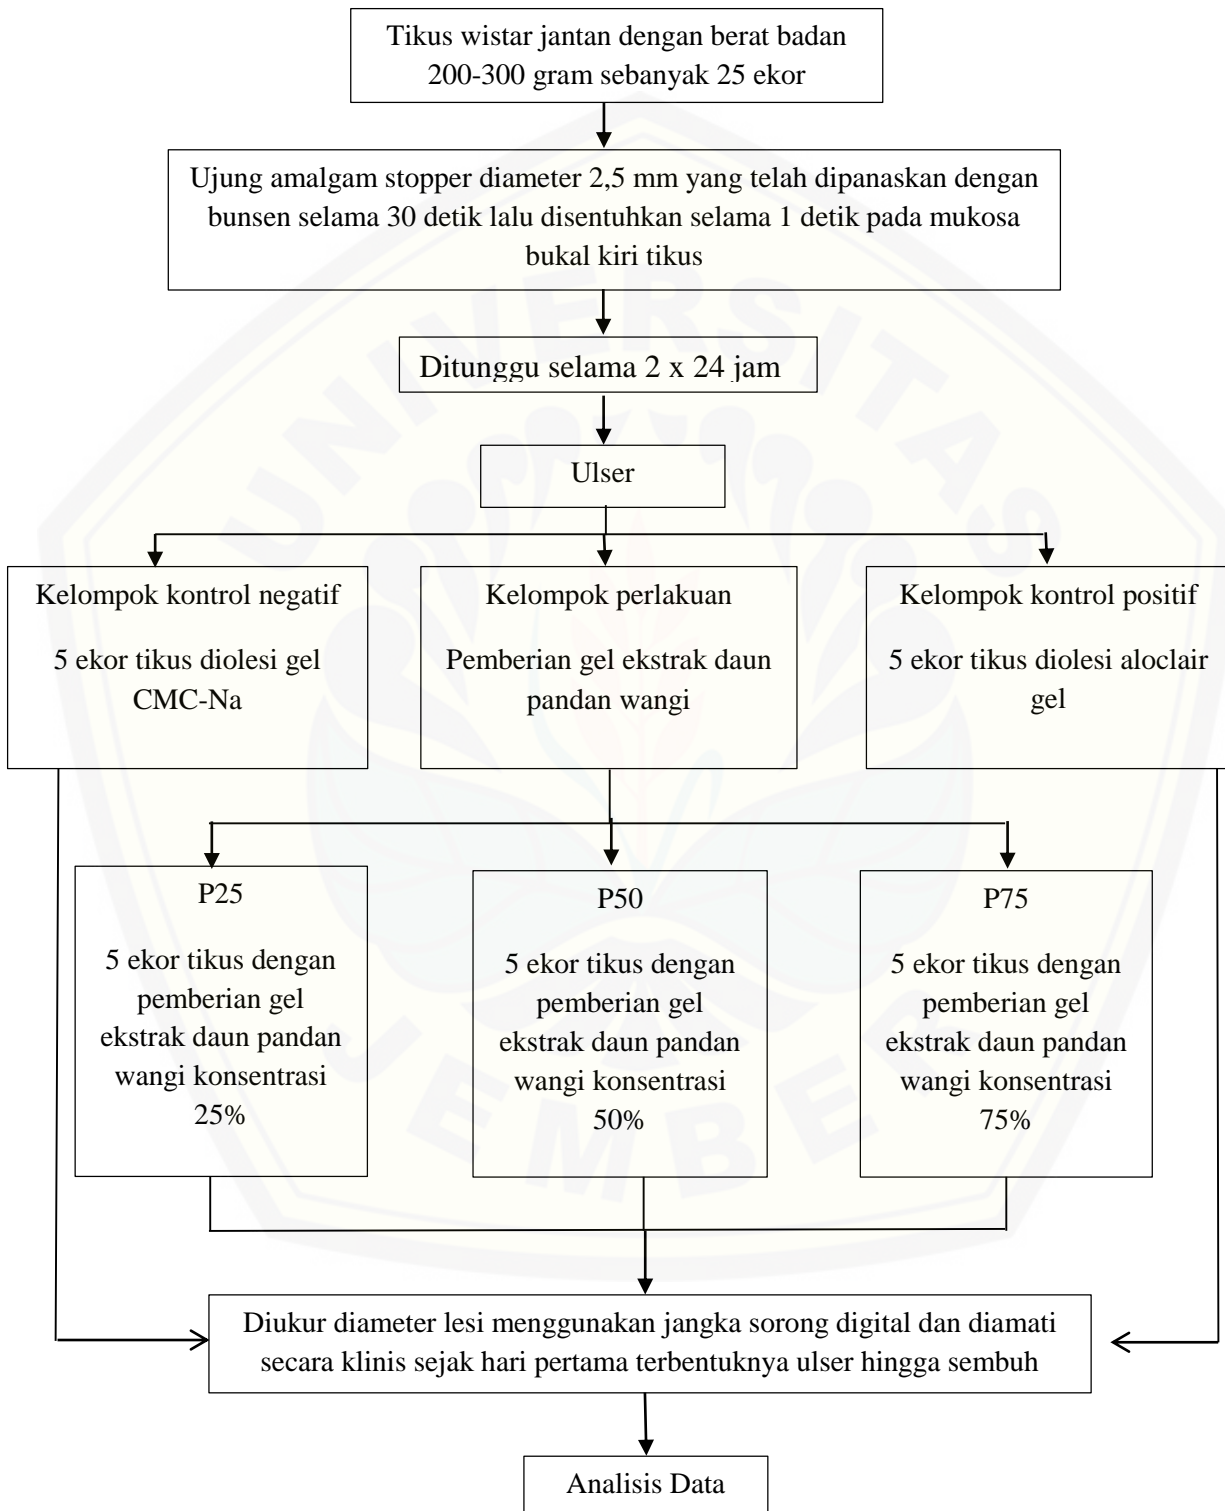 Tikus wistar jantan dengan berat badan
200-300 gram sebanyak 25 ekor
Ujung amalgam stopper diameter 2,5 mm yang telah dipanaskan dengan
bunsen selama 30 detik lalu disentuhkan selama 1 detik pada mukosa
bukal kiri tikus
Ditunggu selama 2 x 24 jam
Ulser
Kelompok kontrol negatif
5 ekor tikus diolesi gel
CMC-Na
Kelompok perlakuan
Pemberian gel ekstrak daun
pandan wangi
Kelompok kontrol positif
5 ekor tikus diolesi aloclair
gel
P25
5 ekor tikus dengan
pemberian gel
ekstrak daun pandan
wangi konsentrasi
25%
P50
5 ekor tikus dengan
pemberian gel
ekstrak daun pandan
wangi konsentrasi
50%
P75
5 ekor tikus dengan
pemberian gel
ekstrak daun pandan
wangi konsentrasi
75%
Diukur diameter lesi menggunakan jangka sorong digital dan diamati
secara klinis sejak hari pertama terbentuknya ulser hingga sembuh
Analisis Data
UNIVERSITAS
JEMBER